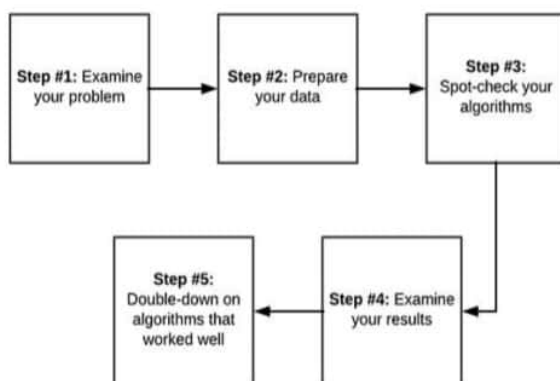 Step #1: Examine
your problem
Step #2: Prepare
your data
Step #3:
Spot-check your
algorithms
Step #4: Examine
your results
Step #5:
Double-down on
algorithms that
worked well